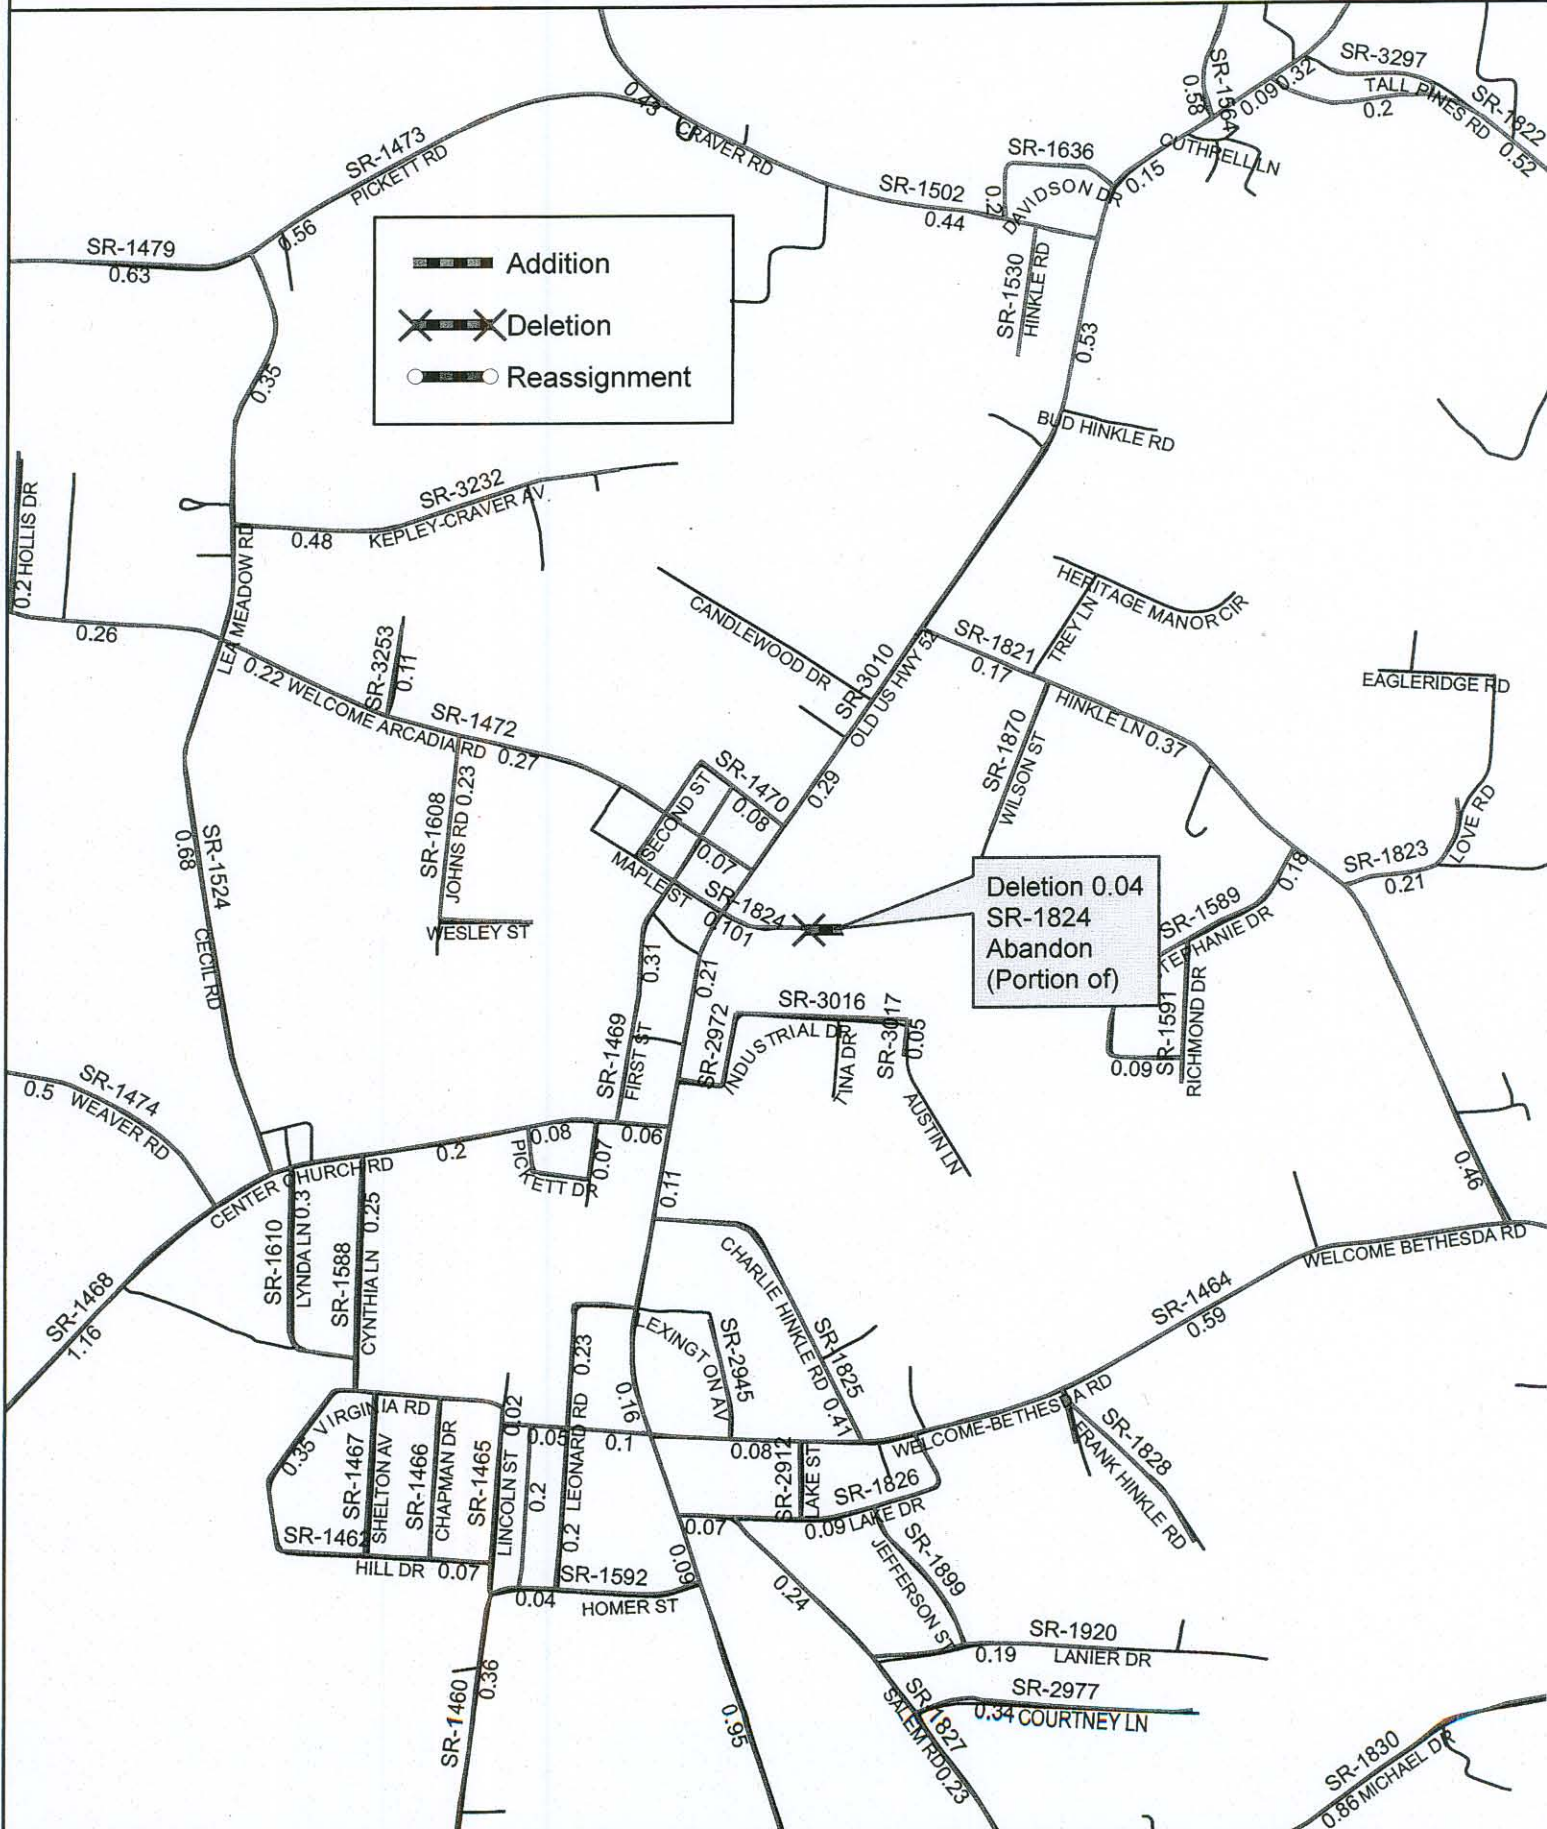 SR-3297
TALL PINES RD
0.2
SR-1822
0.52
0.32
0.09
SR-1564
0.58
CUTHRELL LN
0.15
0.43
CRAVER RD
SR-1473
PICKETT RD
0.56
SR-1479
0.63
SR-1636
DAVIDSON DR
0.2
SR-1502
0.44
SR-1530
HINKLE RD
0.53
Addition
Deletion
Reassignment
0.35
BUD HINKLE RD
SR-3232
KEPLEY-CRAVER AV
0.48
0.2 HOLLIS DR
0.26
LEA MEADOW RD
0.22 WELCOME ARCADIA RD
SR-3253
0.11
SR-1472
0.27
CANDLEWOOD DR
SR-3010
OLD US HWY 52
0.29
HERITAGE MANOR CIR
TREY LN
SR-1821
0.17
HINKLE LN 0.37
SR-1870
WILSON ST
EAGLERIDGE RD
LOVE RD
SR-1823
0.21
SR-1470
0.08
SECOND ST
0.07
MAPLE ST
SR-1824
0.101
SR-1608
JOHNS RD 0.23
WESLEY ST
SR-1524
0.68
CECIL RD
Deletion 0.04
SR-1824
Abandon
(Portion of)
0.18
SR-1589
TEPHANIE DR
SR-1591
RICHMOND DR
0.09
0.31
0.21
SR-1469
FIRST ST
SR-2972
SR-3016
INDUSTRIAL DR
TINA DR
SR-3017
0.05
AUSTIN LN
SR-1474
0.5
WEAVER RD
CENTER CHURCH RD
0.2
0.08
0.06
0.07
PICKETT DR
0.11
0.46
SR-1610
LYNDA LN 0.3
SR-1588
CYNTHIA LN 0.25
SR-1468
1.16
CHARLIE HINKLE RD 0.41
SR-1825
WELCOME BETHESDA RD
SR-1464
0.59
LEXINGTON AV
SR-2945
0.23
0.16
0.35 VIRGINIA RD
SR-1467
SHELTON AV
SR-1466
CHAPMAN DR
SR-1465
LINCOLN ST
0.02
0.05
0.1
0.2
0.2 LEONARD RD
0.08
SR-2912
LAKE ST
WELCOME-BETHESDA RD
SR-1826
0.07
0.09 LAKE DR
SR-1828
FRANK HINKLE RD
SR-1462
HILL DR 0.07
SR-1592
0.04
HOMER ST
0.09
0.24
SR-1899
JEFFERSON ST
SR-1920
0.19
LANIER DR
SR-2977
0.34 COURTNEY LN
SR-1460
0.36
0.95
SR-1827
SALEM RD 0.23
SR-1830
0.86 MICHAEL DR